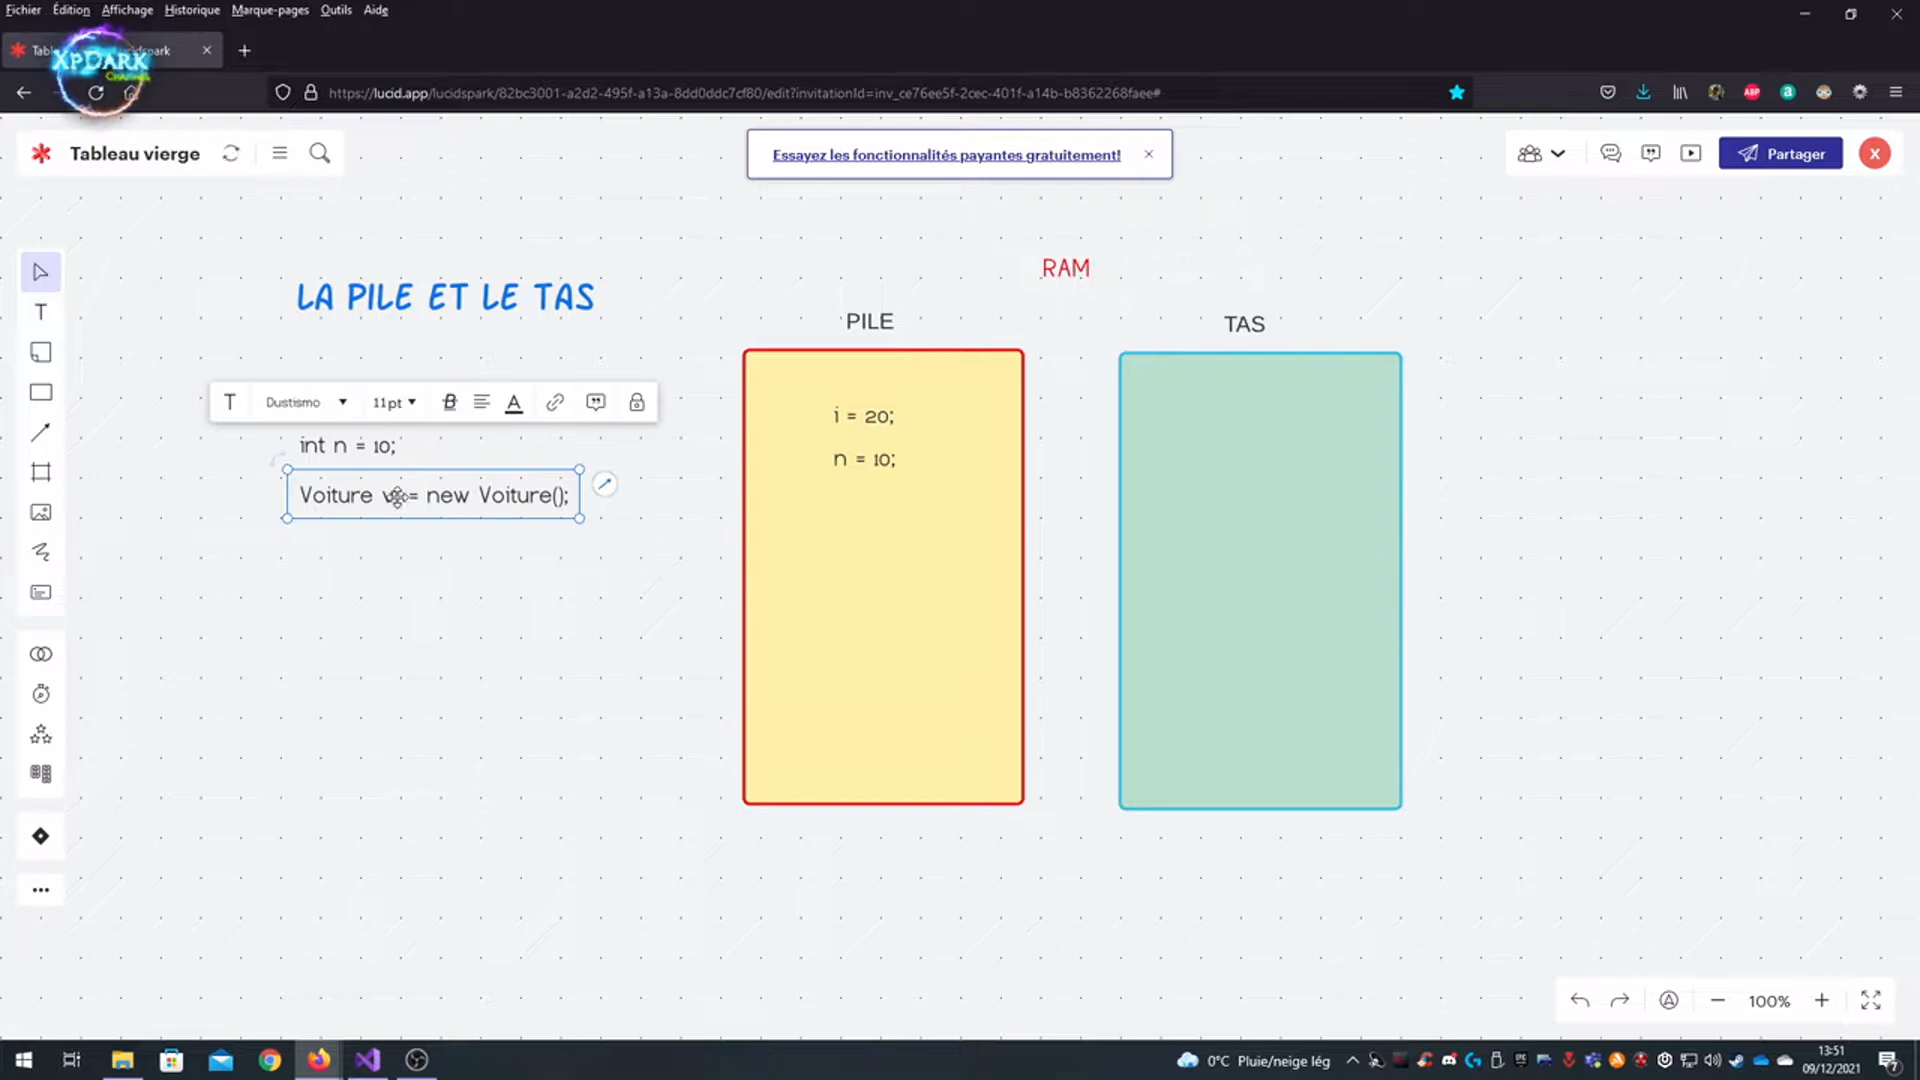 Fichier Édition Affichage Historique Marque-pages Outils Aide
XPDARK
https://lucid.app/lucidspark/82bc3001-a2d2-495f-a13a-8dd0ddc7cf80/edit?invitationId=inv_ce76ee5f-2cec-401f-a14b-b8362268faee#
ABP
a
Tableau vierge
Essayez les fonctionnalités payantes gratuitement!
Partager
X
RAM
LA PILE ET LE TAS
PILE
TAS
T Dustismo 11pt
int n = 10;
Voiture v = new Voiture();
i = 20;
n = 10;
100%
0°C Pluie/neige lég
13:51
09/12/2021
7